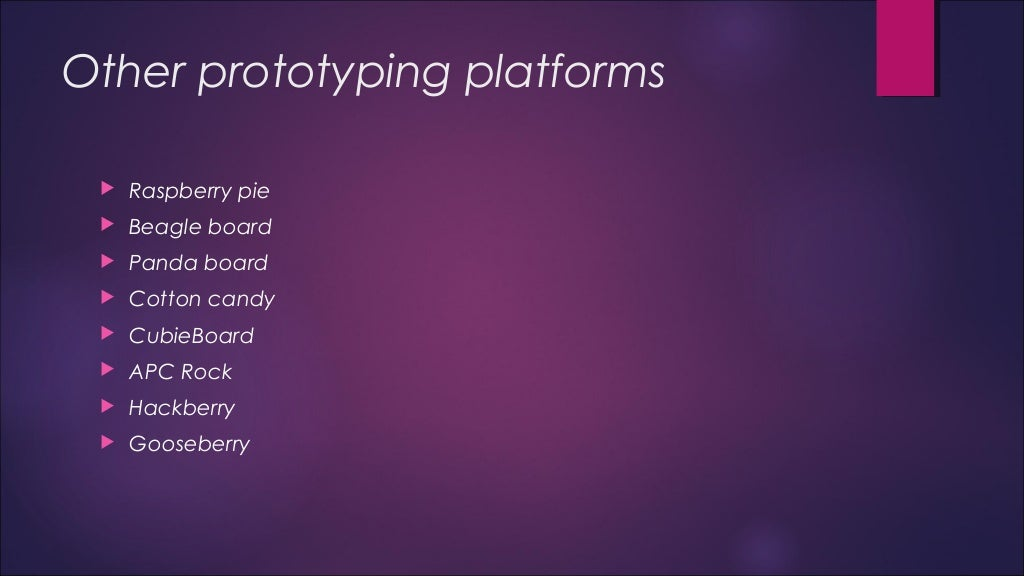 Other prototyping platforms
Raspberry pie
Beagle board
Panda board
Cotton candy
CubieBoard
APC Rock
Hackberry
Gooseberry